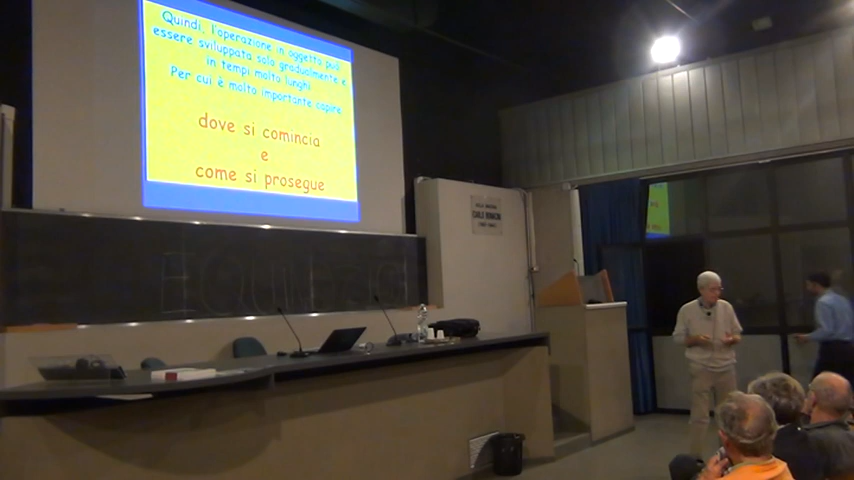 Quindi, l'operazione in oggetto può
essere sviluppata solo gradualmente e
in tempi molto lunghi
Per cui è molto importante capire
dove si comincia
e
come si prosegue